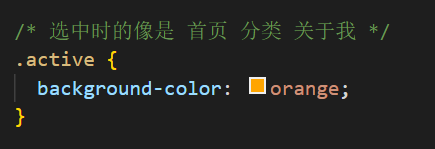 /* 选中时的像是 首页 分类 关于我 */
.active {
background-color: orange;
}